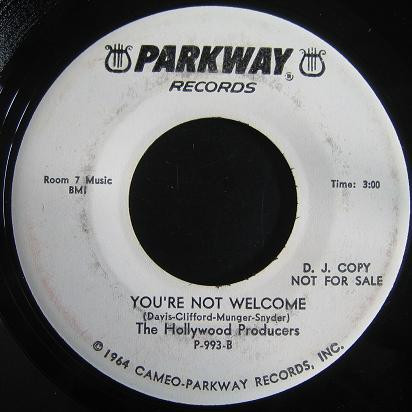 PARKWAY
RECORDS
Room 7 Music
BMI
Time: 3:00
D. J. COPY
NOT FOR SALE
YOU'RE NOT WELCOME
(Davis-Clifford-Munger-Snyder)
The Hollywood Producers
P-993-B
©1964 CAMEO-PARKWAY RECORDS, INC.